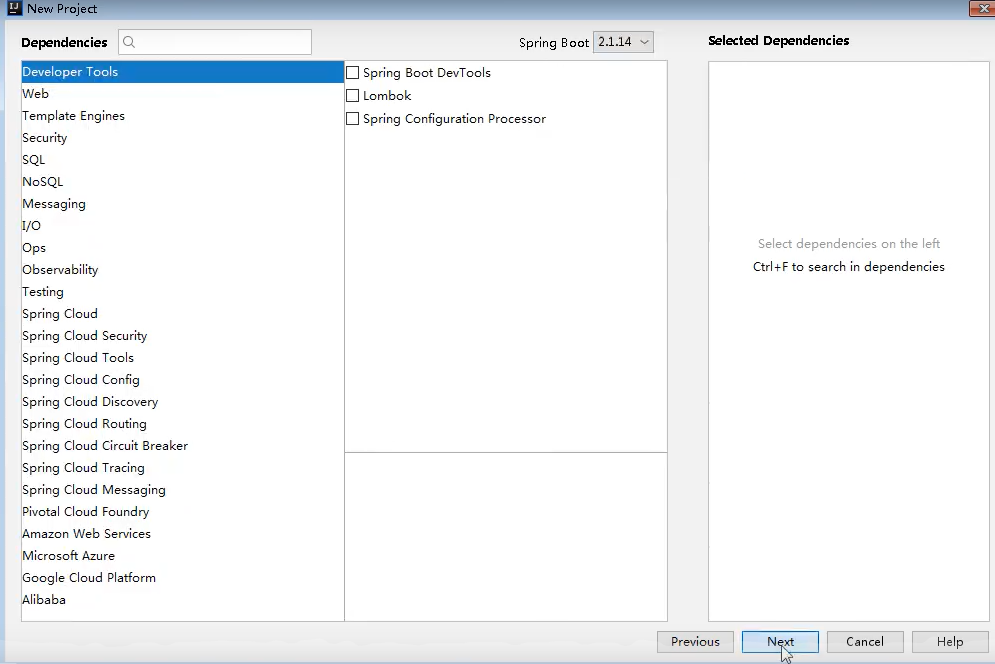 IJ New Project
Dependencies
Spring Boot 2.1.14
Selected Dependencies
Developer Tools
Web
Template Engines
Security
SQL
NoSQL
Messaging
I/O
Ops
Observability
Testing
Spring Cloud
Spring Cloud Security
Spring Cloud Tools
Spring Cloud Config
Spring Cloud Discovery
Spring Cloud Routing
Spring Cloud Circuit Breaker
Spring Cloud Tracing
Spring Cloud Messaging
Pivotal Cloud Foundry
Amazon Web Services
Microsoft Azure
Google Cloud Platform
Alibaba
Spring Boot DevTools
Lombok
Spring Configuration Processor
Select dependencies on the left
Ctrl+F to search in dependencies
Previous
Next
Cancel
Help